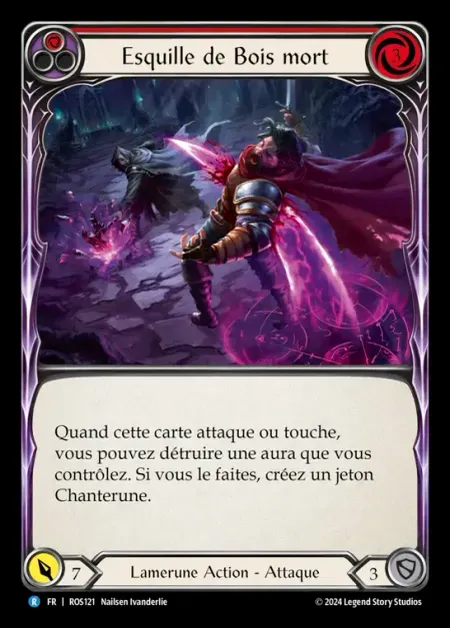 Esquille de Bois mort
3
Quand cette carte attaque ou touche,
vous pouvez détruire une aura que vous
contrôlez. Si vous le faites, créez un jeton
Chanterune.
7
Lamerune Action - Attaque
3
R FR | ROS121 Nailsen Ivanderlie
© 2024 Legend Story Studios